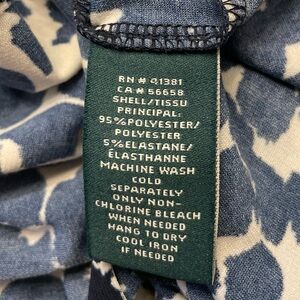 RN # 41381
CA # 56658
SHELL/TISSU
PRINCIPAL:
95%POLYESTER/
POLYESTER
5%ELASTANE/
ÉLASTHANNE
MACHINE WASH
COLD
SEPARATELY
ONLY NON-
CHLORINE BLEACH
WHEN NEEDED
HANG TO DRY
COOL IRON
IF NEEDED